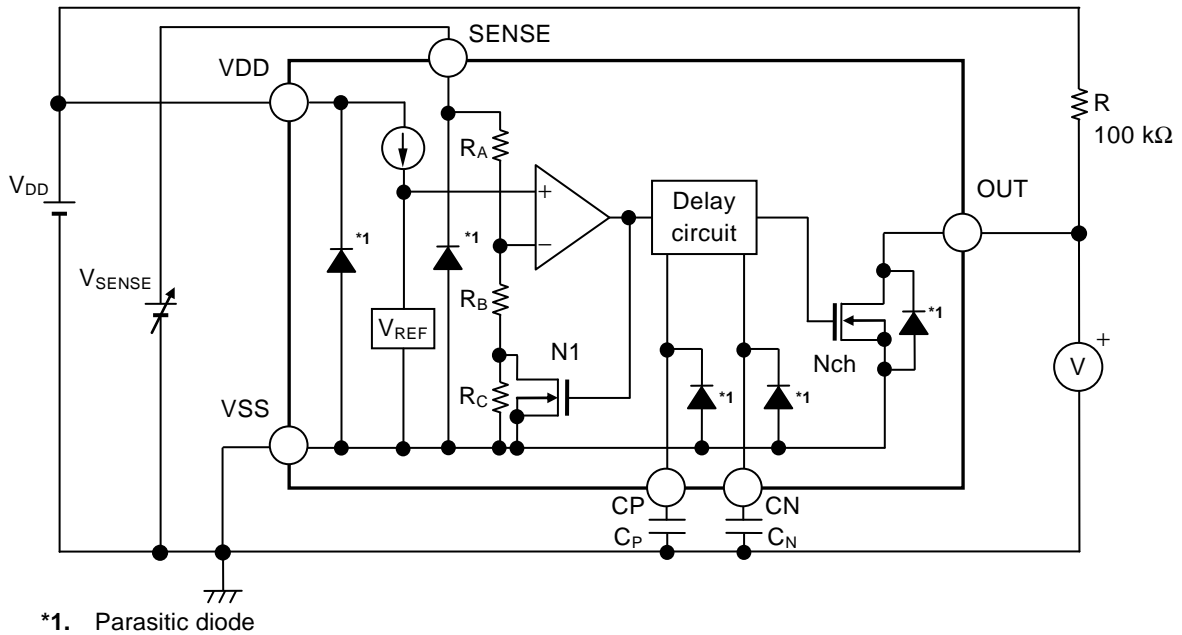 SENSE
VDD
R
100 kΩ
RA
VDD
+
Delay
circuit
OUT
*1
*1
−
VSENSE
RB
VREF
*1
+
N1
Nch
V
RC
*1
*1
VSS
CP
CN
CP
CN
*1. Parasitic diode